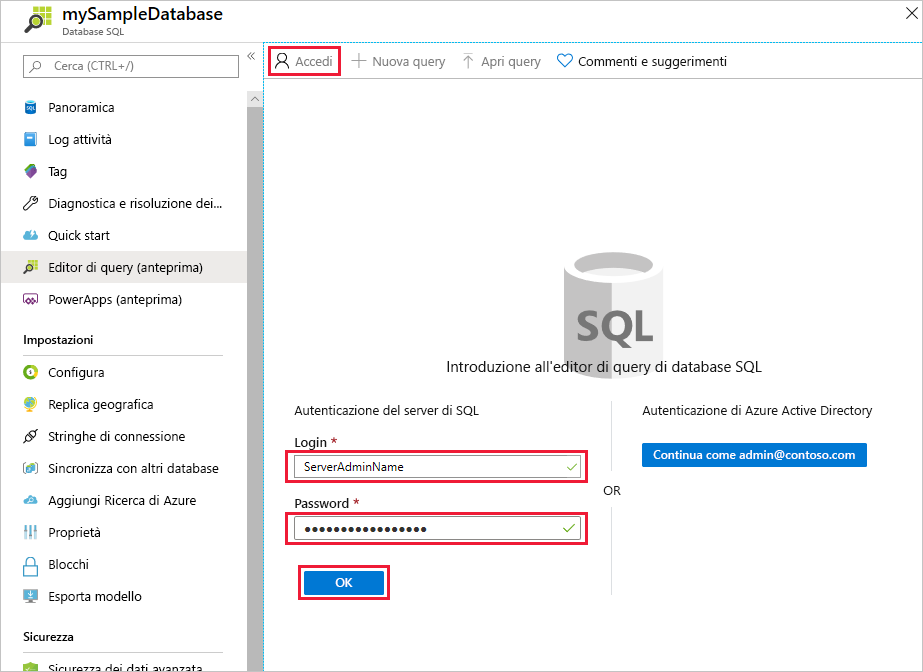 mySampleDatabase
Database SQL
Cerca (CTRL+/)
«
Accedi
Nuova query
Apri query
Commenti e suggerimenti
Panoramica
Log attività
Tag
Diagnostica e risoluzione dei...
Quick start
Editor di query (anteprima)
PowerApps (anteprima)
Impostazioni
Configura
Replica geografica
Stringhe di connessione
Sincronizza con altri database
Aggiungi Ricerca di Azure
Proprietà
Blocchi
Esporta modello
Sicurezza
Sicurezza dei dati avanzata
SQL
Introduzione all'editor di query di database SQL
Autenticazione del server di SQL
Login *
ServerAdminName
Password *
•••••••••••••••••
OK
OR
Autenticazione di Azure Active Directory
Continua come admin@contoso.com